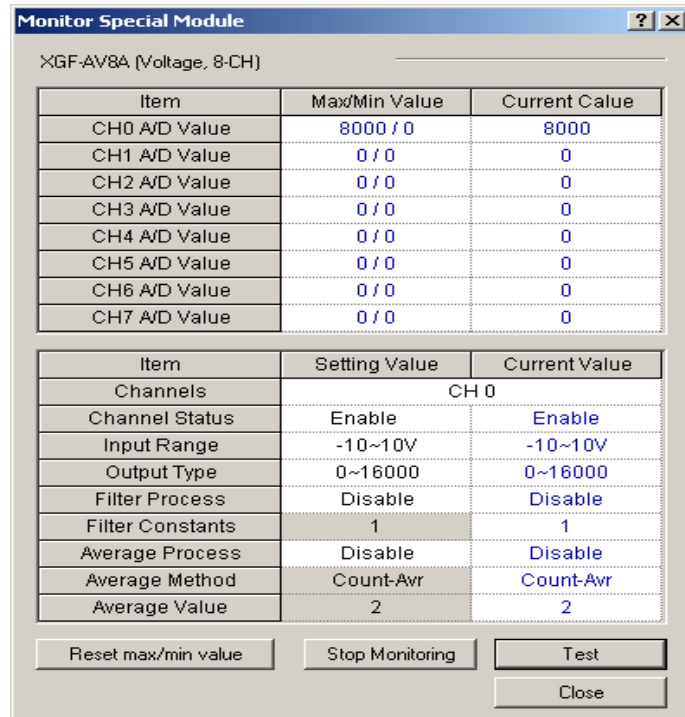 Monitor Special Module
XGF-AV8A (Voltage, 8-CH)
Item Max/Min Value Current Calue
CH0 A/D Value 8000 / 0 8000
CH1 A/D Value 0 / 0 0
CH2 A/D Value 0 / 0 0
CH3 A/D Value 0 / 0 0
CH4 A/D Value 0 / 0 0
CH5 A/D Value 0 / 0 0
CH6 A/D Value 0 / 0 0
CH7 A/D Value 0 / 0 0
Item Setting Value Current Value
Channels CH 0
Channel Status Enable Enable
Input Range -10~10V -10~10V
Output Type 0~16000 0~16000
Filter Process Disable Disable
Filter Constants 1 1
Average Process Disable Disable
Average Method Count-Avr Count-Avr
Average Value 2 2
Reset max/min value Stop Monitoring Test
Close